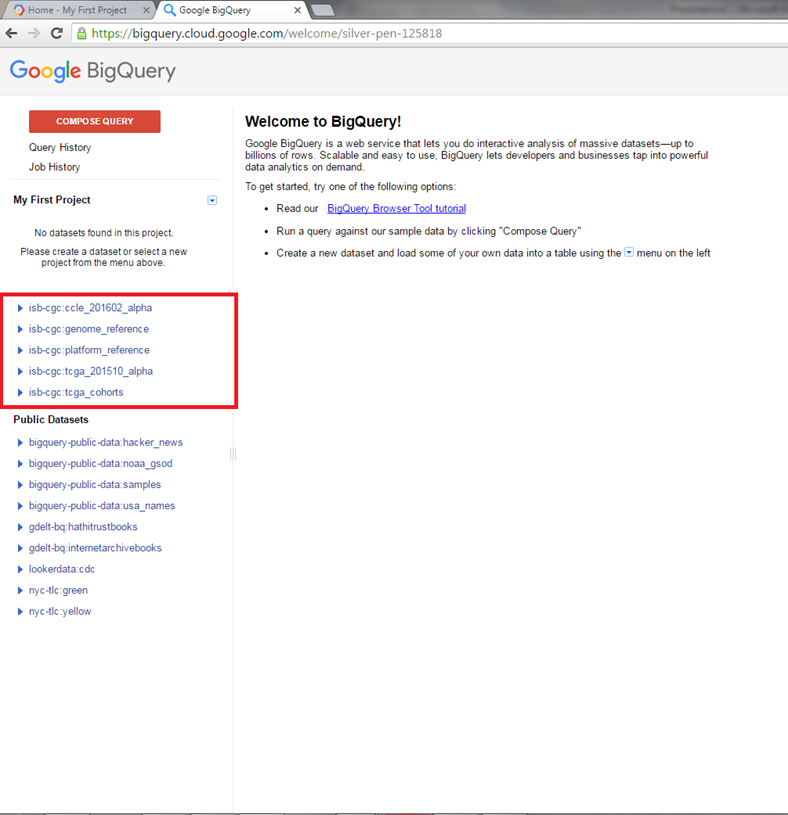 Home - My First Project
Google BigQuery
https://bigquery.cloud.google.com/welcome/silver-pen-125818
Google BigQuery
COMPOSE QUERY
Query History
Job History
My First Project
No datasets found in this project.
Please create a dataset or select a new
project from the menu above.
isb-cgc:ccle_201602_alpha
isb-cgc:genome_reference
isb-cgc:platform_reference
isb-cgc:tcga_201510_alpha
isb-cgc:tcga_cohorts
Public Datasets
bigquery-public-data:hacker_news
bigquery-public-data:noaa_gsod
bigquery-public-data:samples
bigquery-public-data:usa_names
gdelt-bq:hathitrustbooks
gdelt-bq:internetarchivebooks
lookerdata:cdc
nyc-tlc:green
nyc-tlc:yellow
Welcome to BigQuery!
Google BigQuery is a web service that lets you do interactive analysis of massive datasets—up to
billions of rows. Scalable and easy to use, BigQuery lets developers and businesses tap into powerful
data analytics on demand.
To get started, try one of the following options:
Read our BigQuery Browser Tool tutorial
Run a query against our sample data by clicking "Compose Query"
Create a new dataset and load some of your own data into a table using the menu on the left